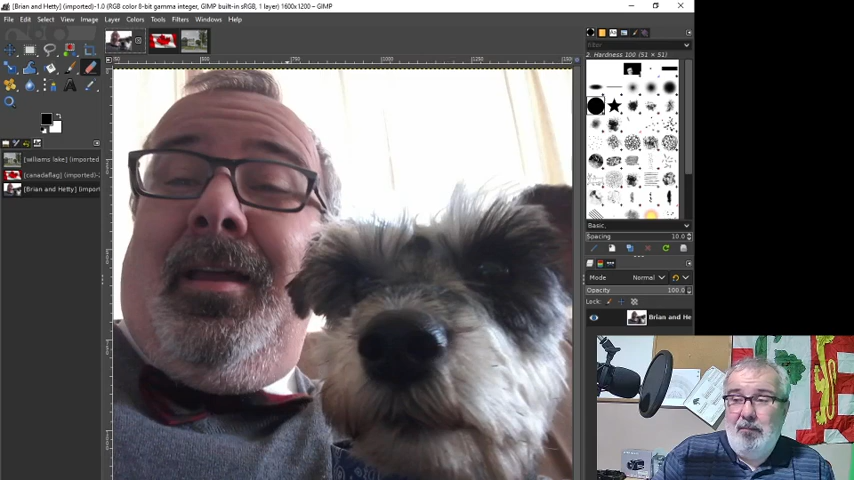 [Brian and Hetty] (imported)-1.0 (RGB color 8-bit gamma integer, GIMP built-in sRGB, 1 layer) 1600x1200 – GIMP
File Edit Select View Image Layer Colors Tools Filters Windows Help
2. Hardness 100 (51 × 51)
[williams lake] (imported
[canadaflag] (imported)-1
[Brian and Hetty] (impor
Basic,
Spacing 10.0
Mode Normal
Opacity 100.0
Lock:
Brian and He